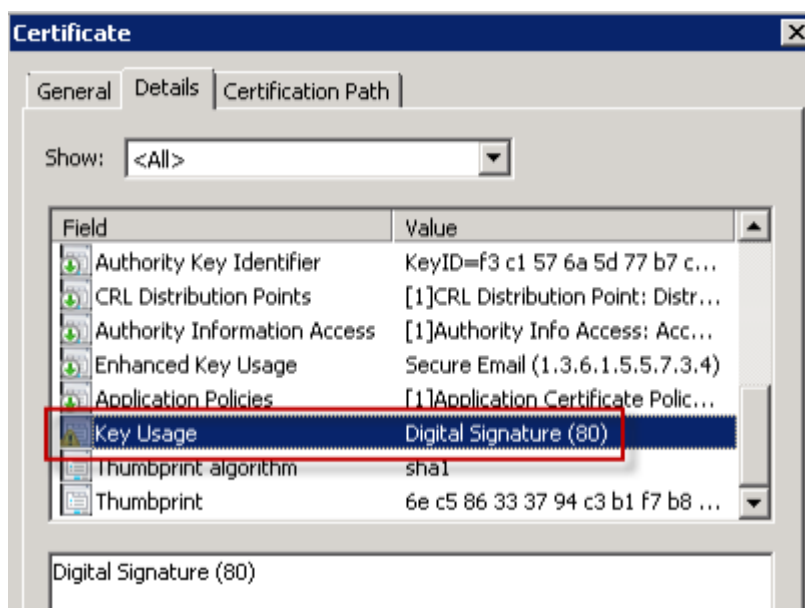 Certificate
General Details Certification Path
Show: <All>
Field Value
Authority Key Identifier KeyID=f3 c1 57 6a 5d 77 b7 c...
CRL Distribution Points [1]CRL Distribution Point: Distr...
Authority Information Access [1]Authority Info Access: Acc...
Enhanced Key Usage Secure Email (1.3.6.1.5.5.7.3.4)
Application Policies [1]Application Certificate Polic...
Key Usage Digital Signature (80)
Thumbprint algorithm sha1
Thumbprint 6e c5 86 33 37 94 c3 b1 f7 b8 ...
Digital Signature (80)